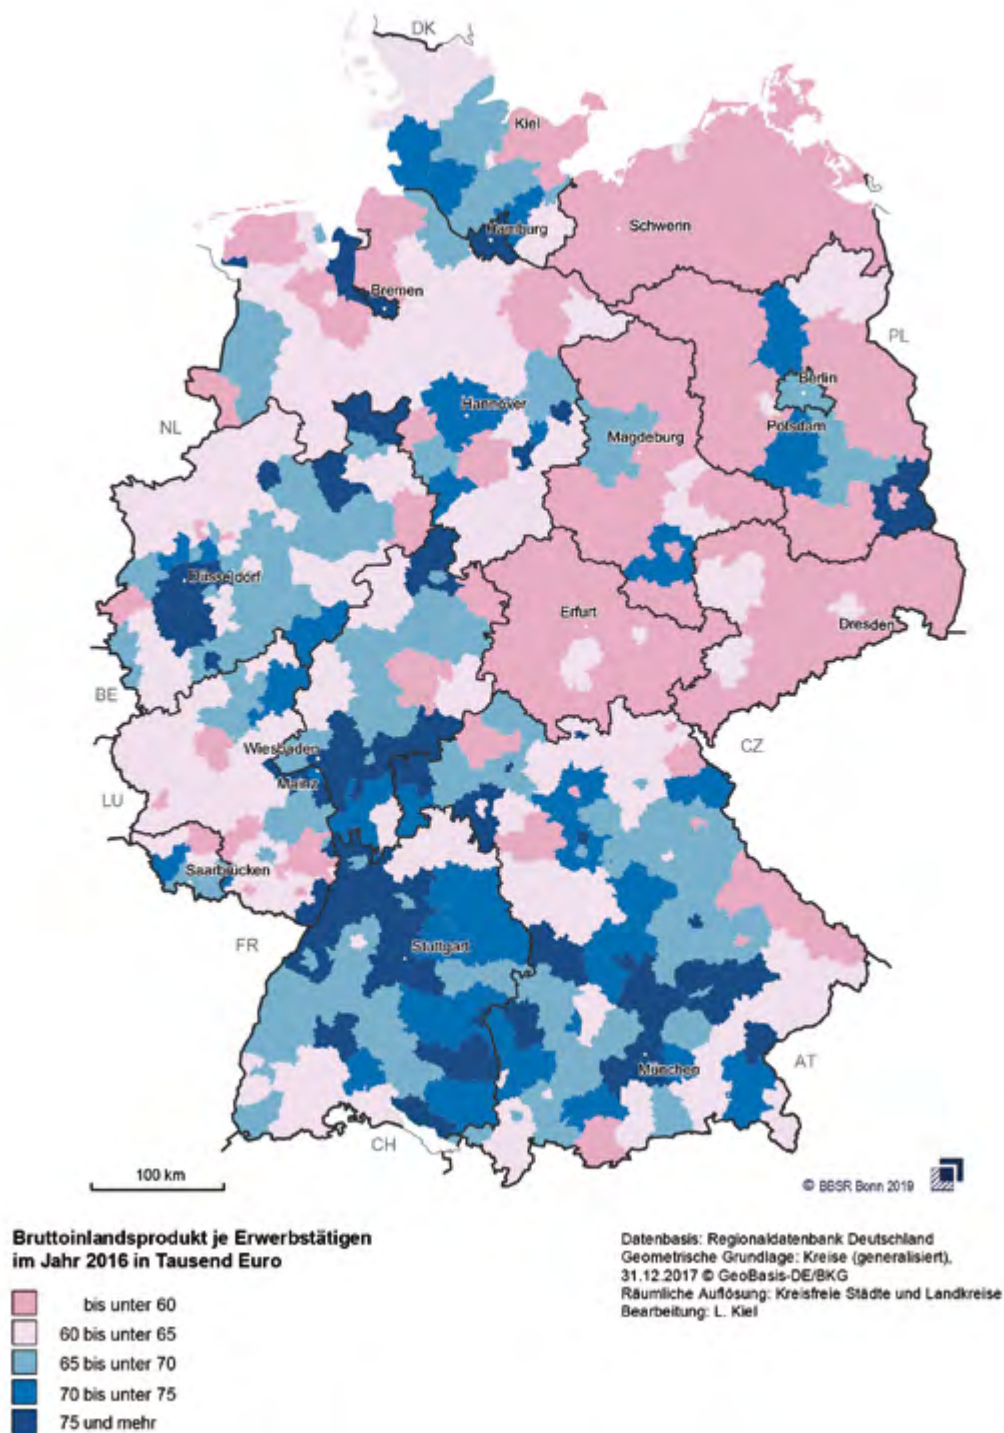 DK
Kiel
Schwerin
Hamburg
Bremen
PL
Berlin
Hannover
Potsdam
NL
Magdeburg
Düsseldorf
Erfurt
Dresden
BE
CZ
Wiesbaden
Mainz
LU
Saarbrücken
FR
Stuttgart
AT
München
CH
100 km
© BBSR Bonn 2019
Bruttoinlandsprodukt je Erwerbstätigen
im Jahr 2016 in Tausend Euro
bis unter 60
60 bis unter 65
65 bis unter 70
70 bis unter 75
75 und mehr
Datenbasis: Regionaldatenbank Deutschland
Geometrische Grundlage: Kreise (generalisiert),
31.12.2017 © GeoBasis-DE/BKG
Räumliche Auflösung: Kreisfreie Städte und Landkreise
Bearbeitung: L. Kiel